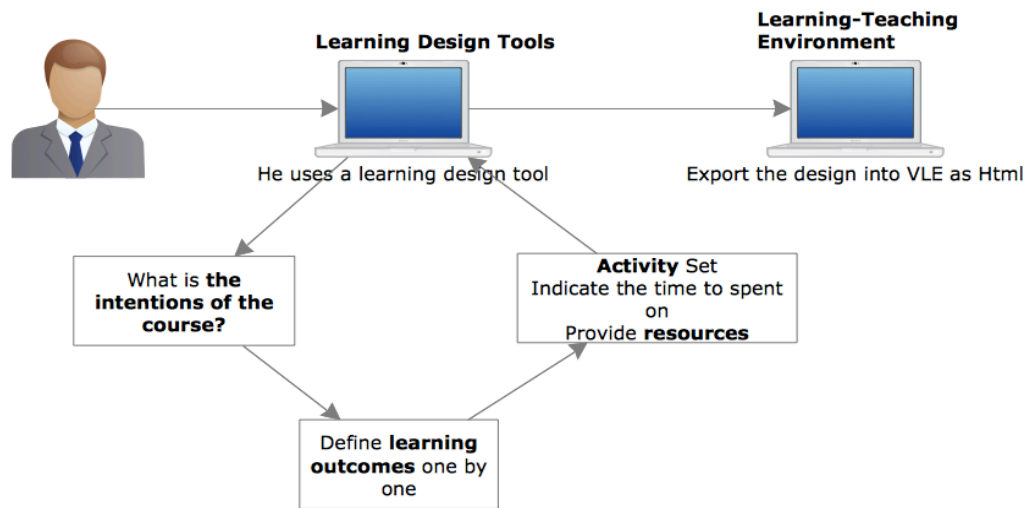 Learning Design Tools
Learning-Teaching
Environment
He uses a learning design tool
Export the design into VLE as Html
What is the
intentions of the
course?
Activity Set
Indicate the time to spent
on
Provide resources
Define learning
outcomes one by
one